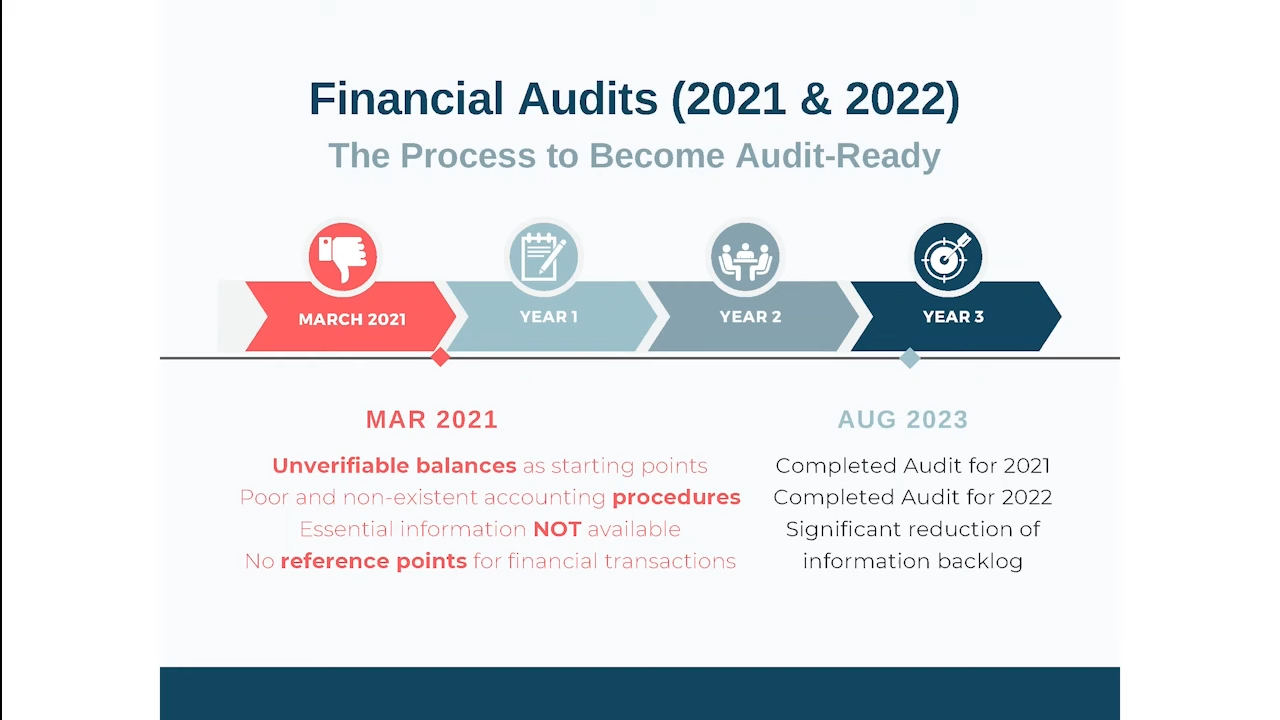 Financial Audits (2021 & 2022)
The Process to Become Audit-Ready
MARCH 2021
YEAR 1
YEAR 2
YEAR 3
MAR 2021
Unverifiable balances as starting points
Poor and non-existent accounting procedures
Essential information NOT available
No reference points for financial transactions
AUG 2023
Completed Audit for 2021
Completed Audit for 2022
Significant reduction of
information backlog